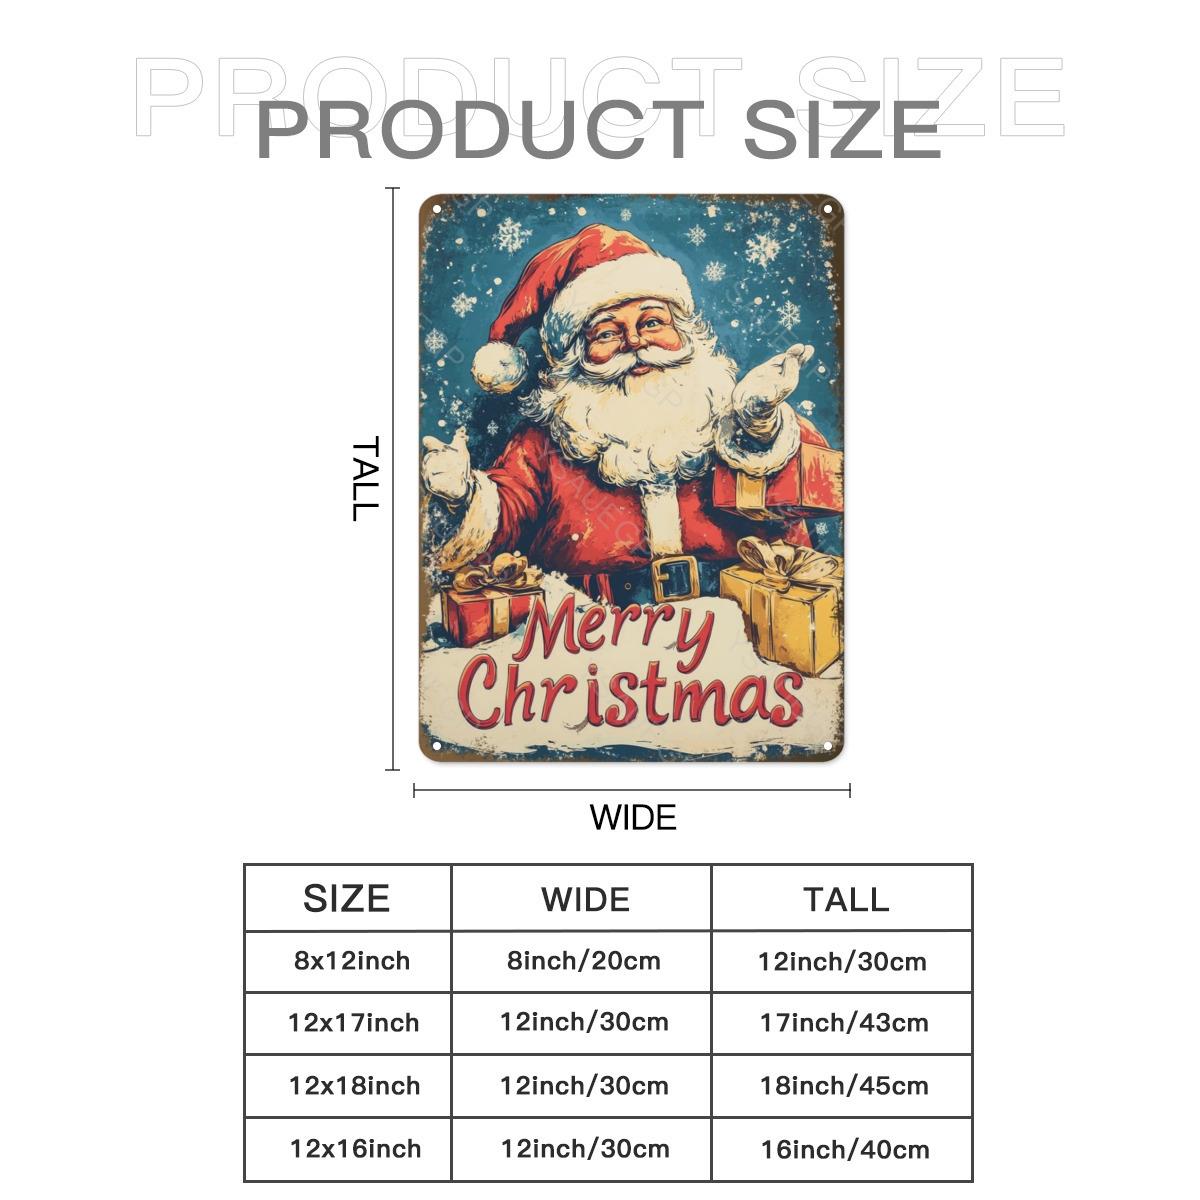 PRODUCT SIZE
PRODUCT SIZE
TALL
Merry
Christmas
WIDE
SIZE WIDE TALL
8x12inch 8inch/20cm 12inch/30cm
12x17inch 12inch/30cm 17inch/43cm
12x18inch 12inch/30cm 18inch/45cm
12x16inch 12inch/30cm 16inch/40cm